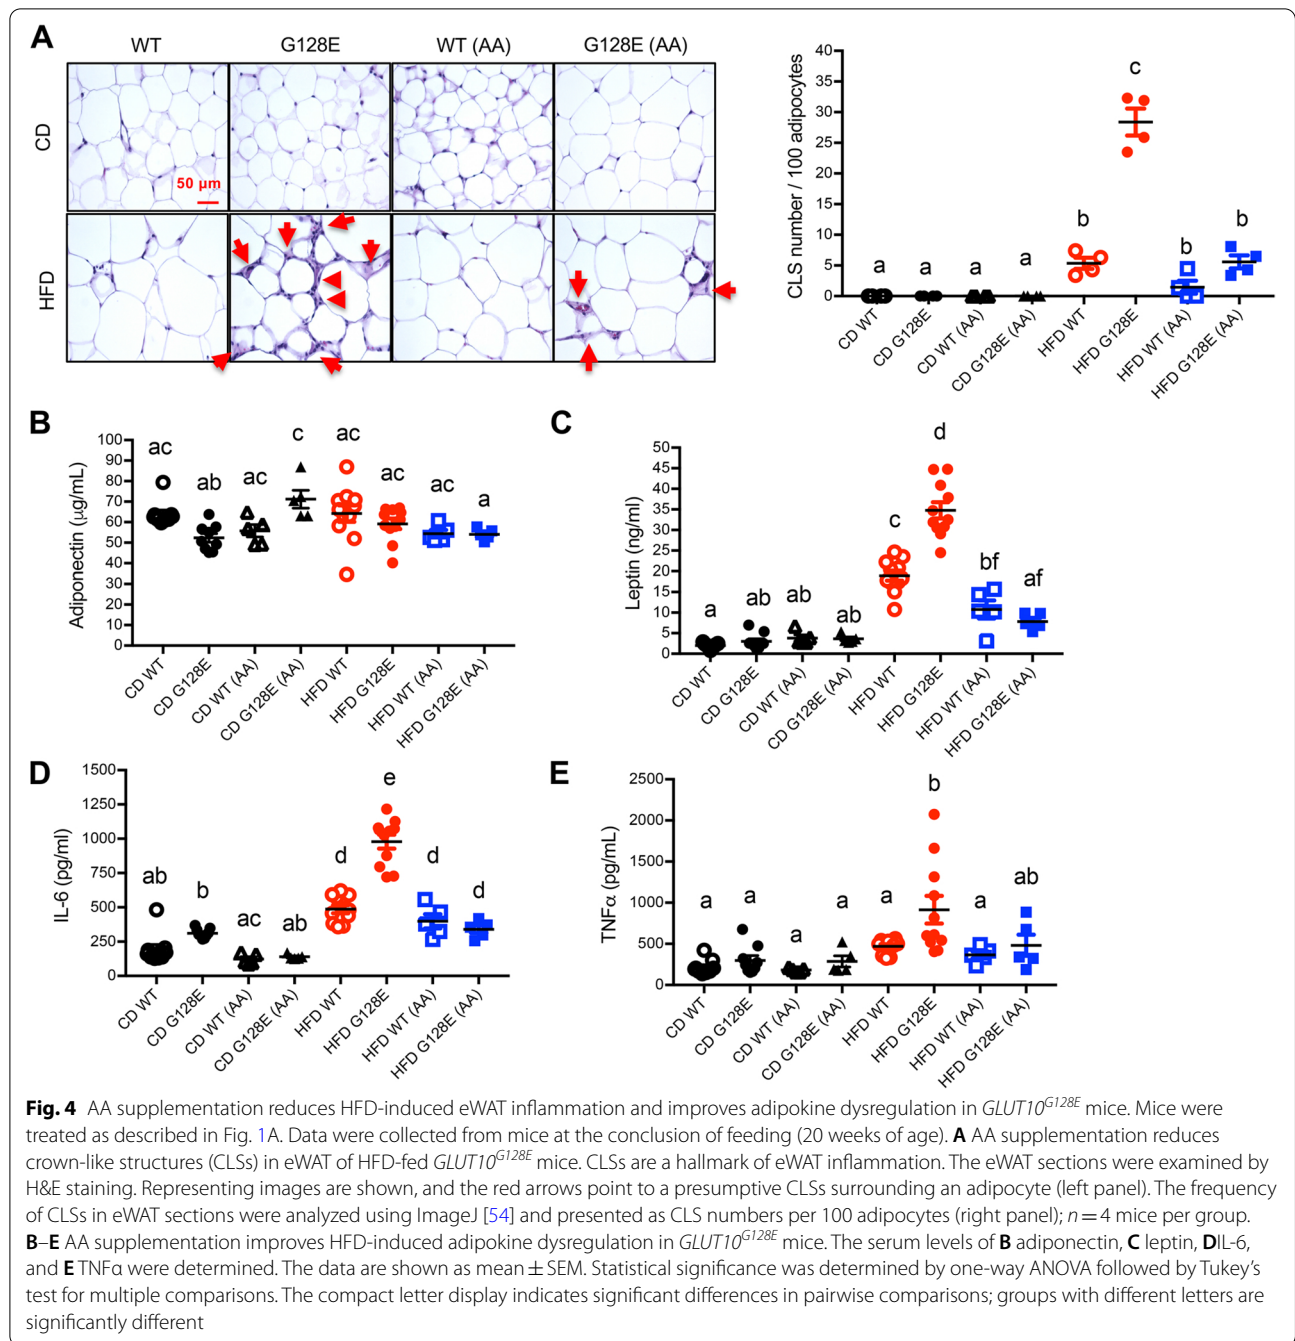 A
WT G128E WT (AA) G128E (AA)
CD
50 µm
HFD
CLS number / 100 adipocytes
40
35
30
25
20
15
10
5
0
a a a a b c b b
CD WT
CD G128E
CD WT (AA)
CD G128E (AA)
HFD WT
HFD G128E
HFD WT (AA)
HFD G128E (AA)
B
Adiponectin (µg/mL)
100
90
80
70
60
50
40
30
20
10
0
ac ab ac c ac ac ac a
CD WT
CD G128E
CD WT (AA)
CD G128E (AA)
HFD WT
HFD G128E
HFD WT (AA)
HFD G128E (AA)
C
Leptin (ng/ml)
50
45
40
35
30
25
20
15
10
5
0
a ab ab ab c d bf af
CD WT
CD G128E
CD WT (AA)
CD G128E (AA)
HFD WT
HFD G128E
HFD WT (AA)
HFD G128E (AA)
D
IL-6 (pg/ml)
1500
1250
1000
750
500
250
0
ab b ac ab d e d d
CD WT
CD G128E
CD WT (AA)
CD G128E (AA)
HFD WT
HFD G128E
HFD WT (AA)
HFD G128E (AA)
E
TNFα (pg/mL)
2500
2000
1500
1000
500
0
a a a a a b a ab
CD WT
CD G128E
CD WT (AA)
CD G128E (AA)
HFD WT
HFD G128E
HFD WT (AA)
HFD G128E (AA)
Fig. 4 AA supplementation reduces HFD-induced eWAT inflammation and improves adipokine dysregulation in GLUT10G128E mice. Mice were
treated as described in Fig. 1A. Data were collected from mice at the conclusion of feeding (20 weeks of age). A AA supplementation reduces
crown-like structures (CLSs) in eWAT of HFD-fed GLUT10G128E mice. CLSs are a hallmark of eWAT inflammation. The eWAT sections were examined by
H&E staining. Representing images are shown, and the red arrows point to a presumptive CLSs surrounding an adipocyte (left panel). The frequency
of CLSs in eWAT sections were analyzed using ImageJ [54] and presented as CLS numbers per 100 adipocytes (right panel); n = 4 mice per group.
B–E AA supplementation improves HFD-induced adipokine dysregulation in GLUT10G128E mice. The serum levels of B adiponectin, C leptin, DIL-6,
and E TNFα were determined. The data are shown as mean ± SEM. Statistical significance was determined by one-way ANOVA followed by Tukey's
test for multiple comparisons. The compact letter display indicates significant differences in pairwise comparisons; groups with different letters are
significantly different